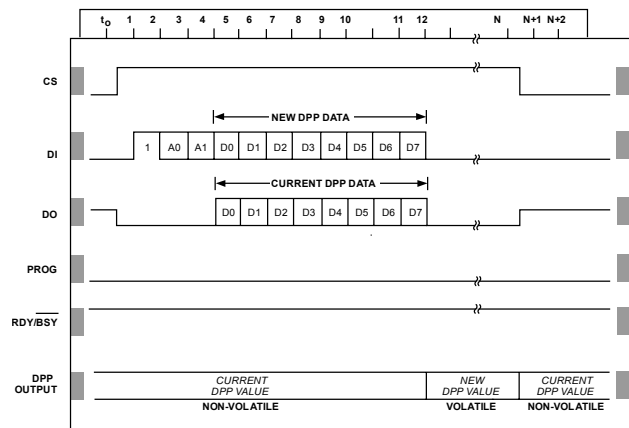 to 1 2 3 4 5 6 7 8 9 10 11 12 N N+1 N+2
CS
NEW DPP DATA
DI 1 A0 A1 D0 D1 D2 D3 D4 D5 D6 D7
CURRENT DPP DATA
DO D0 D1 D2 D3 D4 D5 D6 D7
PROG
RDY/BSY
DPP OUTPUT
CURRENT DPP VALUE
NON-VOLATILE
NEW DPP VALUE
VOLATILE
CURRENT DPP VALUE
NON-VOLATILE